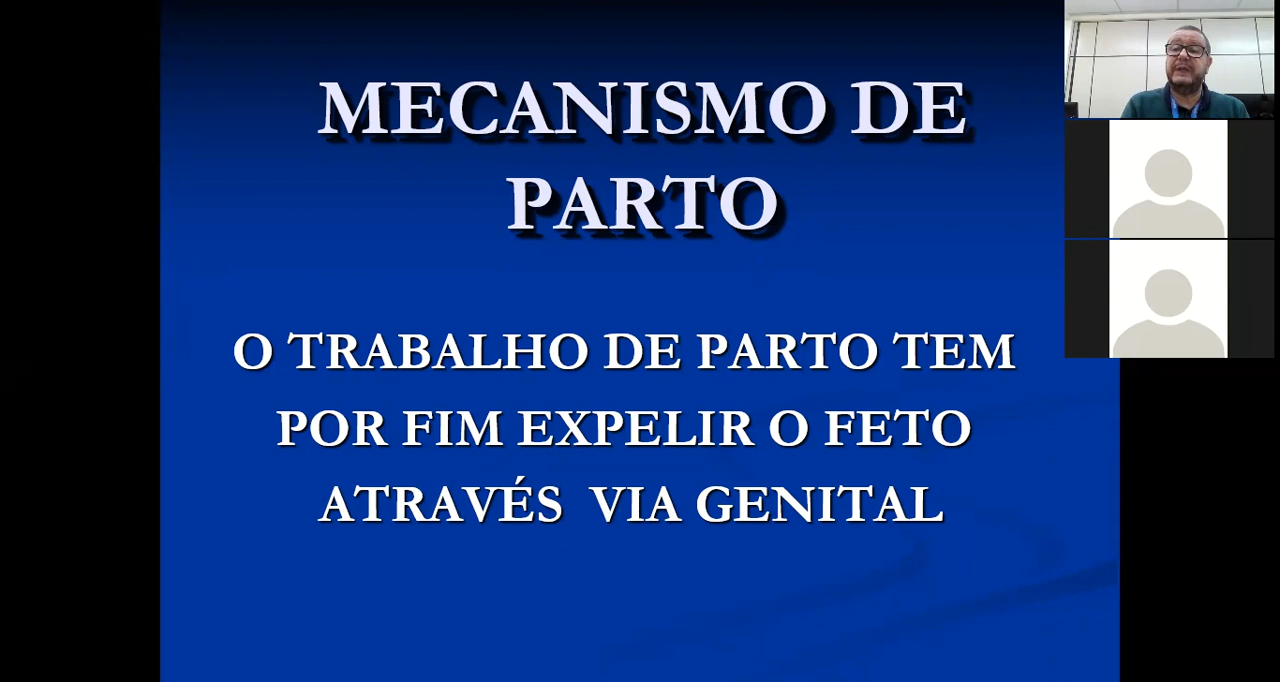 MECANISMO DE
PARTO
O TRABALHO DE PARTO TEM
POR FIM EXPELIR O FETO
ATRAVÉS VIA GENITAL